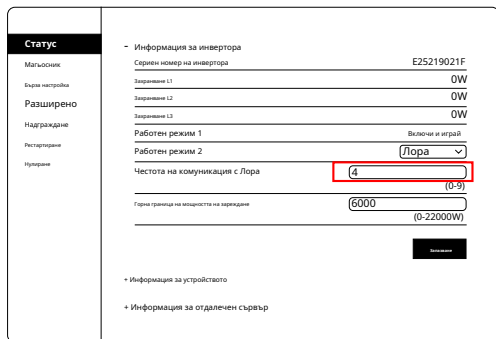 Статус
Магьосник
Бърза настройка
Разширено
Надграждане
Рестартиране
Нулиране
- Информация за инвертора
Сериен номер на инвертора E25219021F
Захранване L1 0W
Захранване L2 0W
Захранване L3 0W
Работен режим 1 Включи и играй
Работен режим 2 Лора
Честота на комуникация с Лора 4
(0-9)
Горна граница на мощността на зареждане 6000
(0-22000W)
Запазване
+ Информация за устройството
+ Информация за отдалечен сървър